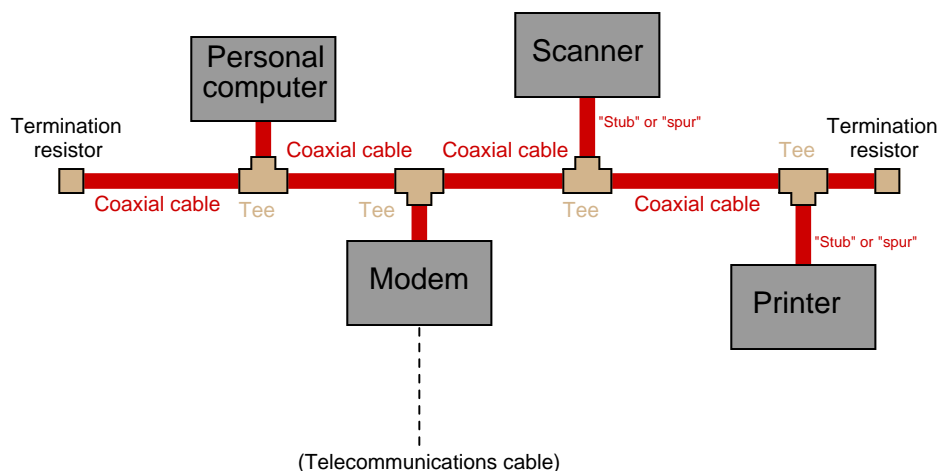 Personal
computer
Scanner
Termination
resistor
"Stub" or "spur"
Termination
resistor
Coaxial cable
Coaxial cable
Tee
Coaxial cable
Tee
Tee
Tee
Coaxial cable
"Stub" or "spur"
Modem
Printer
(Telecommunications cable)